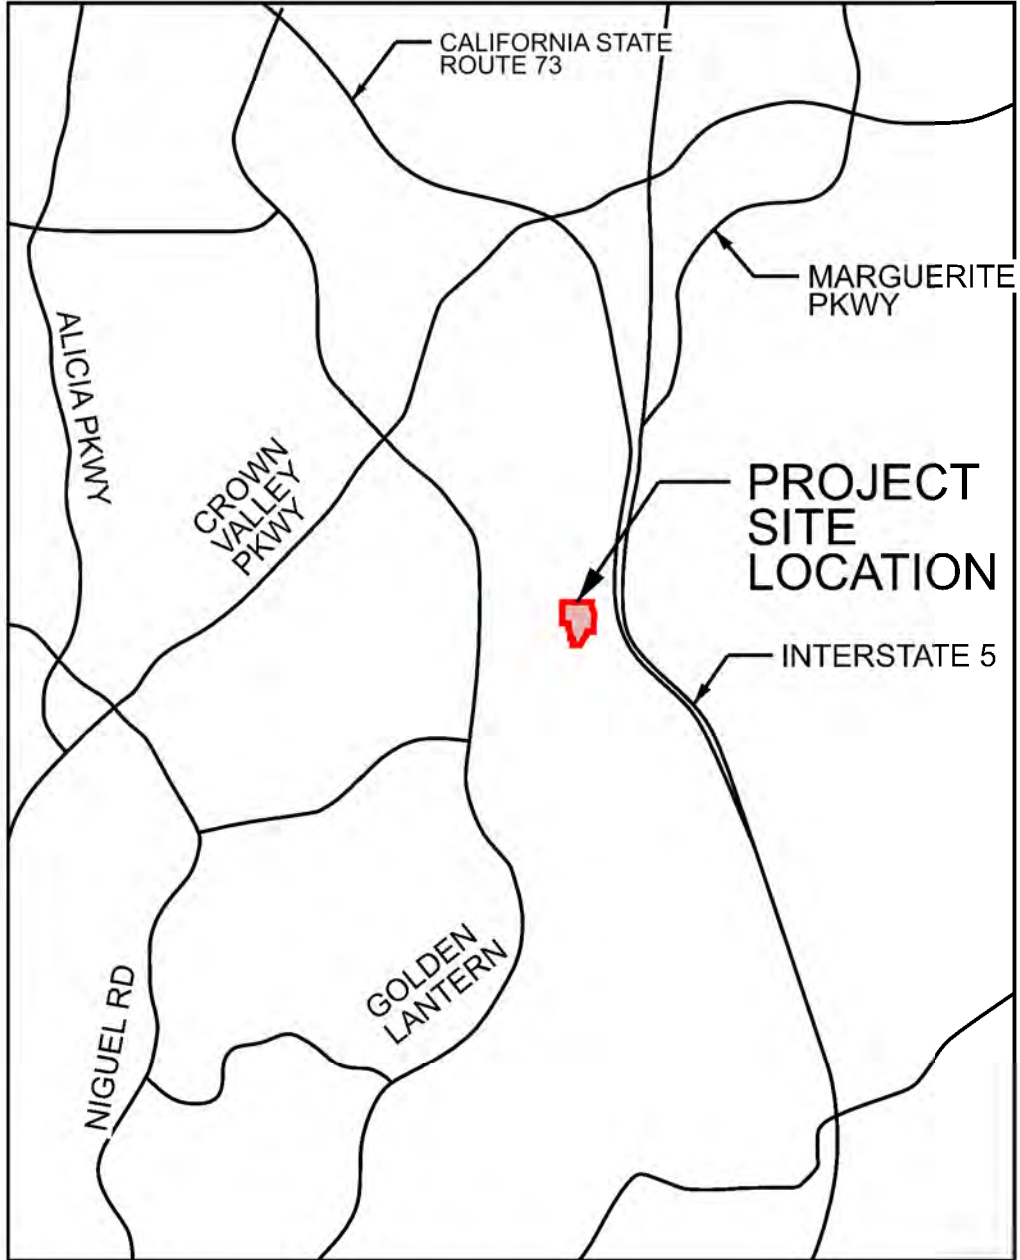 CALIFORNIA STATE
ROUTE 73
MARGUERITE
PKWY
ALICIA PKWY
CROWN
VALLEY
PKWY
PROJECT
SITE
LOCATION
INTERSTATE 5
GOLDEN
LANTERN
NIGUEL RD